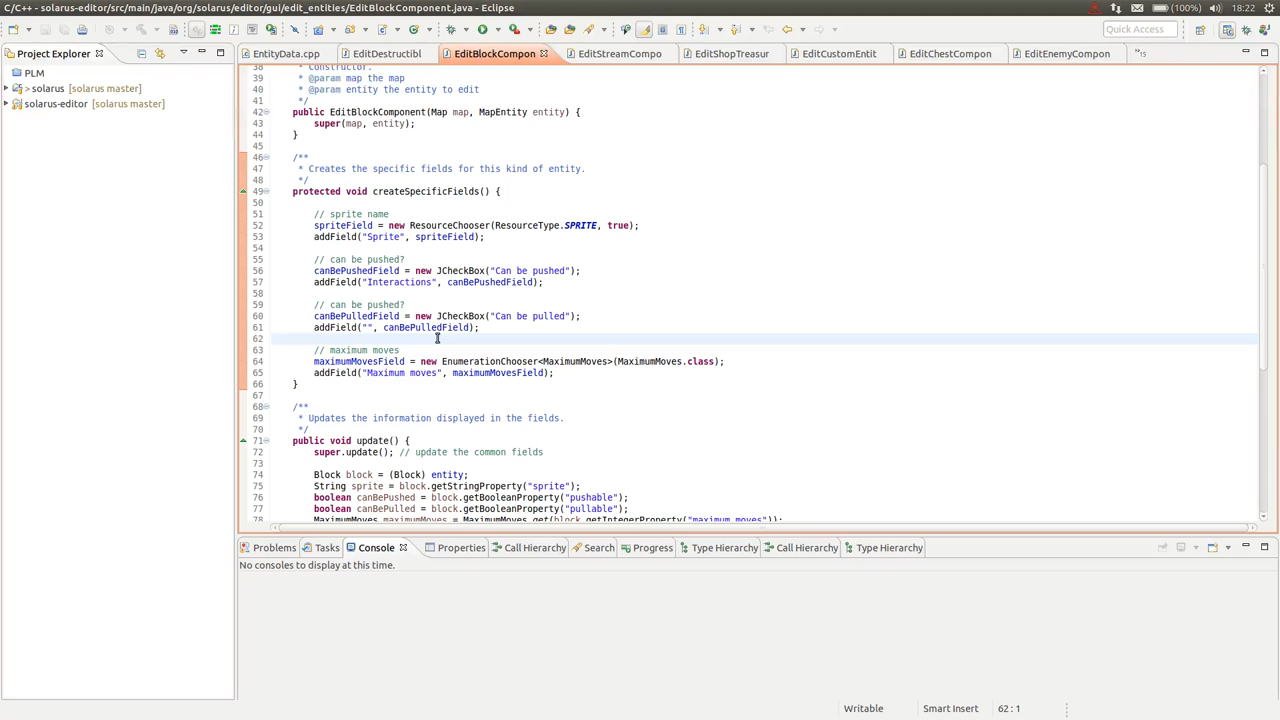 C/C++ - solarus-editor/src/main/java/org/solarus/editor/gui/edit_entities/EditBlockComponent.java - Eclipse
(100%) 18:22
Quick Access
Project Explorer
EntityData.cpp EditDestructibl EditBlockCompon EditStreamCompo EditShopTreasur EditCustomEntit EditChestCompon EditEnemyCompon »15
PLM
> solarus [solarus master]
solarus-editor [solarus master]
38 * Constructor.
39 * @param map the map
40 * @param entity the entity to edit
41 */
42 public EditBlockComponent(Map map, MapEntity entity) {
43 super(map, entity);
44 }
45
46 /**
47 * Creates the specific fields for this kind of entity.
48 */
49 protected void createSpecificFields() {
50
51 // sprite name
52 spriteField = new ResourceChooser(ResourceType.SPRITE, true);
53 addField("Sprite", spriteField);
54
55 // can be pushed?
56 canBePushedField = new JCheckBox("Can be pushed");
57 addField("Interactions", canBePushedField);
58
59 // can be pushed?
60 canBePulledField = new JCheckBox("Can be pulled");
61 addField("", canBePulledField);
62
63 // maximum moves
64 maximumMovesField = new EnumerationChooser<MaximumMoves>(MaximumMoves.class);
65 addField("Maximum moves", maximumMovesField);
66 }
67
68 /**
69 * Updates the information displayed in the fields.
70 */
71 public void update() {
72 super.update(); // update the common fields
73
74 Block block = (Block) entity;
75 String sprite = block.getStringProperty("sprite");
76 boolean canBePushed = block.getBooleanProperty("pushable");
77 boolean canBePulled = block.getBooleanProperty("pullable");
78 MaximumMoves maximumMoves = MaximumMoves.get(block.getIntegerProperty("maximum_moves"));
Problems Tasks Console Properties Call Hierarchy Search Progress Type Hierarchy Call Hierarchy Type Hierarchy
No consoles to display at this time.
Writable Smart Insert 62 : 1